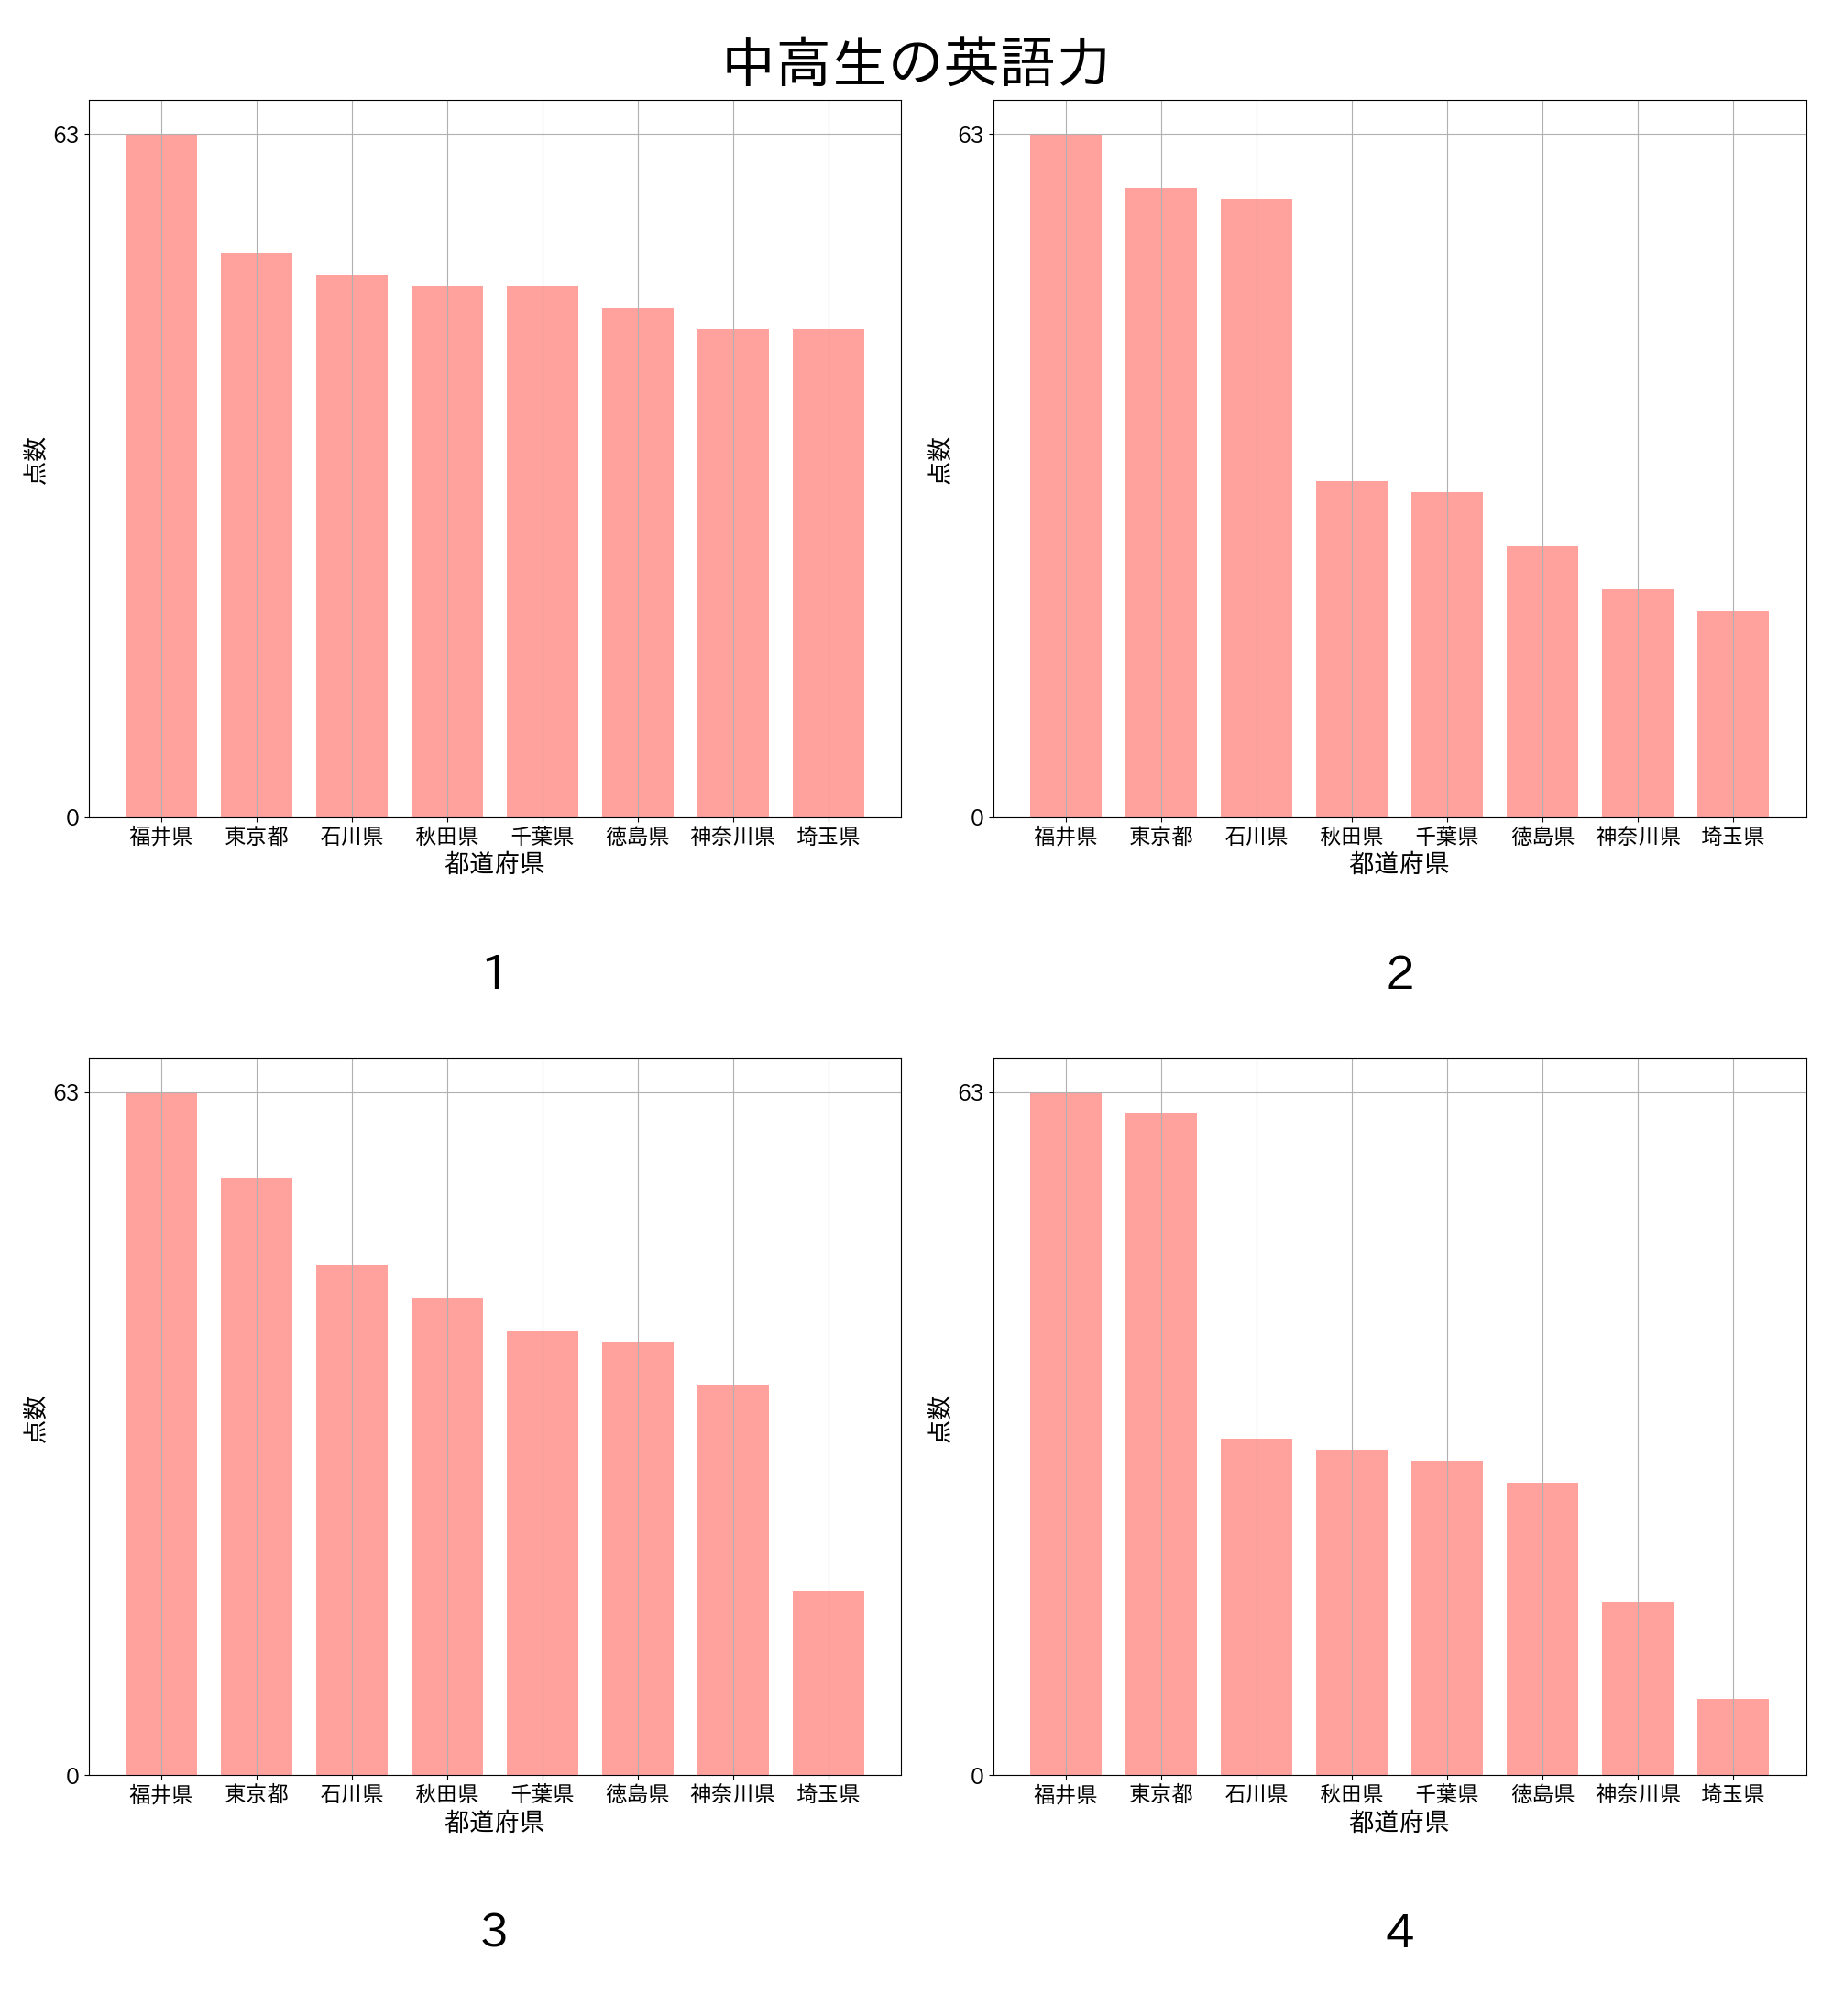 中高生の英語力
63
0
点数
福井県 東京都 石川県 秋田県 千葉県 徳島県 神奈川県 埼玉県
都道府県
1
63
0
点数
福井県 東京都 石川県 秋田県 千葉県 徳島県 神奈川県 埼玉県
都道府県
2
63
0
点数
福井県 東京都 石川県 秋田県 千葉県 徳島県 神奈川県 埼玉県
都道府県
3
63
0
点数
福井県 東京都 石川県 秋田県 千葉県 徳島県 神奈川県 埼玉県
都道府県
4